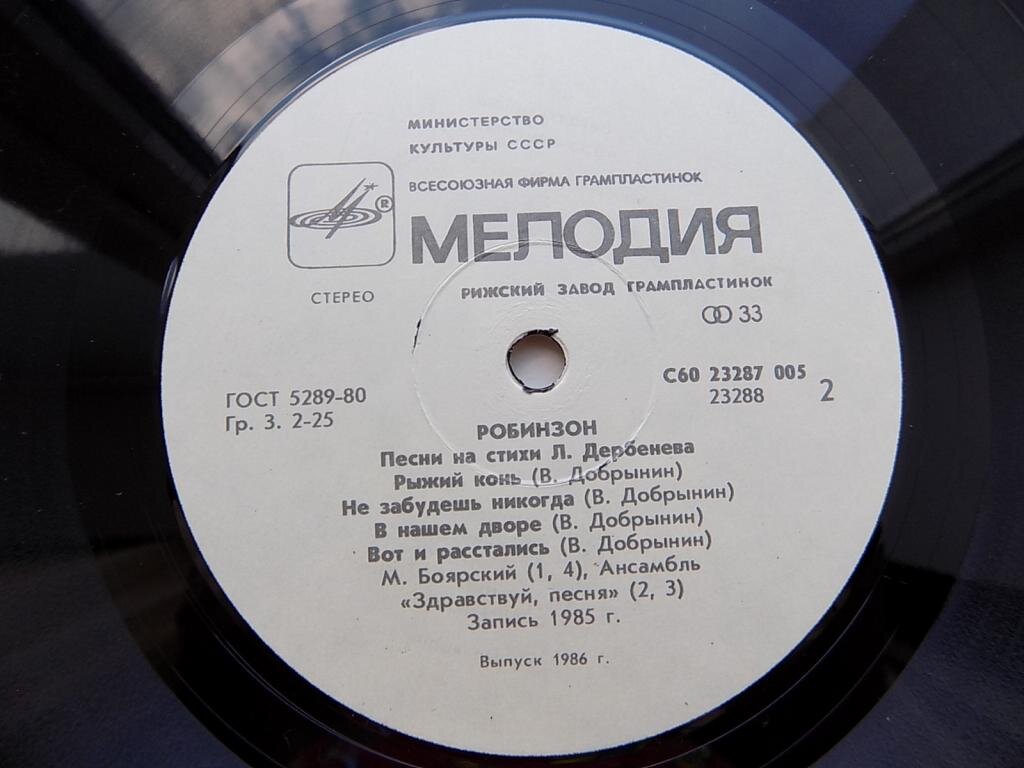 МИНИСТЕРСТВО
КУЛЬТУРЫ СССР
ВСЕСОЮЗНАЯ ФИРМА ГРАМПЛАСТИНОК
®
МЕЛОДИЯ
РИЖСКИЙ ЗАВОД ГРАМПЛАСТИНОК
СТЕРЕО
33
С60 23287 005
23288
2
ГОСТ 5289-80
Гр. 3. 2-25
РОБИНЗОН
Песни на стихи Л. Дербенева
Рыжий конь (В. Добрынин)
Не забудешь никогда (В. Добрынин)
В нашем дворе (В. Добрынин)
Вот и расстались (В. Добрынин)
М. Боярский (1, 4), Ансамбль
«Здравствуй, песня» (2, 3)
Запись 1985 г.
Выпуск 1986 г.